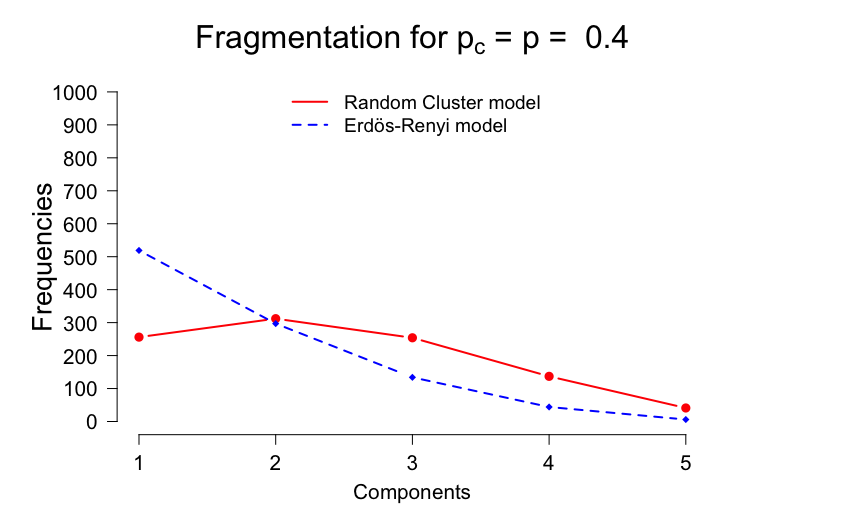 Fragmentation for pc = p = 0.4
1000
900
800
700
600
500
400
300
200
100
0
Frequencies
Random Cluster model
Erdös-Renyi model
1 2 3 4 5
Components